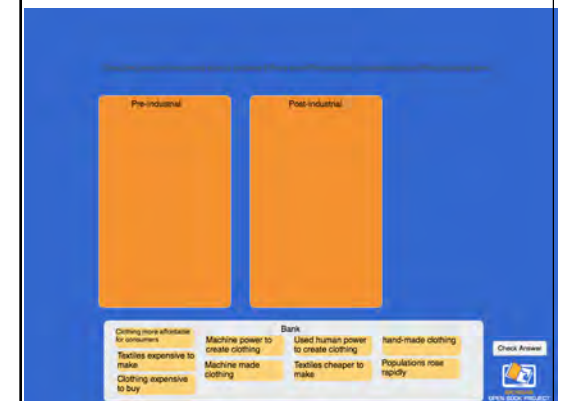 Pre-industrial
Post-industrial
Bank
Clothing more affordable
for consumers
Textiles expensive to
make
Clothing expensive
to buy
Machine power to
create clothing
Machine made
clothing
Used human power
to create clothing
Textiles cheaper to
make
hand-made clothing
Populations rose
rapidly
Check Answer
OPEN BOOK PROJECT